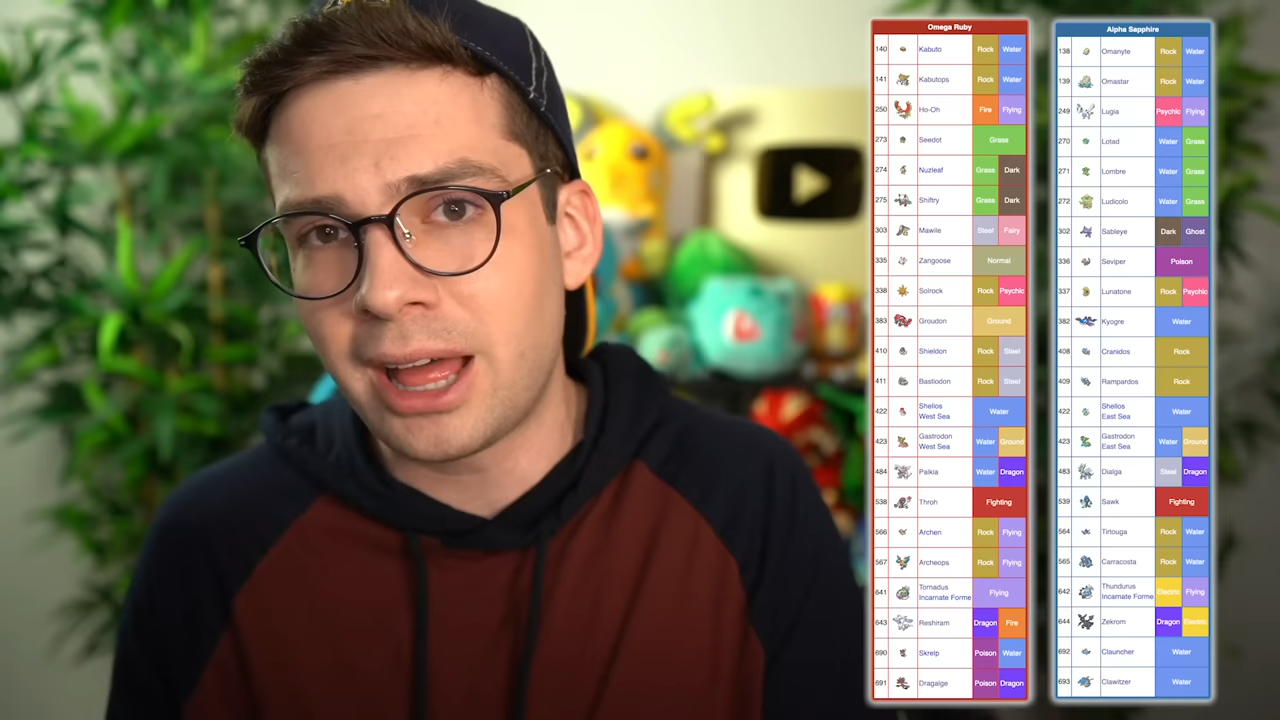 Omega Ruby
140 Kabuto Rock Water
141 Kabutops Rock Water
250 Ho-Oh Fire Flying
273 Seedot Grass
274 Nuzleaf Grass Dark
275 Shiftry Grass Dark
303 Mawile Steel Fairy
335 Zangoose Normal
338 Solrock Rock Psychic
383 Groudon Ground
410 Shieldon Rock Steel
411 Bastiodon Rock Steel
422 Shellos Water
West Sea
423 Gastrodon Water Ground
West Sea
484 Palkia Water Dragon
538 Throh Fighting
566 Archen Rock Flying
567 Archeops Rock Flying
641 Tornadus Flying
Incarnate Forme
643 Reshiram Dragon Fire
690 Skrelp Poison Water
691 Dragalge Poison Dragon
Alpha Sapphire
138 Omanyte Rock Water
139 Omastar Rock Water
249 Lugia Psychic Flying
270 Lotad Water Grass
271 Lombre Water Grass
272 Ludicolo Water Grass
302 Sableye Dark Ghost
336 Seviper Poison
337 Lunatone Rock Psychic
382 Kyogre Water
408 Cranidos Rock
409 Rampardos Rock
422 Shellos Water
East Sea
423 Gastrodon Water Ground
East Sea
483 Dialga Steel Dragon
539 Sawk Fighting
564 Tirtouga Rock Water
565 Carracosta Rock Water
642 Thundurus Electric Flying
Incarnate Forme
644 Zekrom Dragon Electric
692 Clauncher Water
693 Clawitzer Water